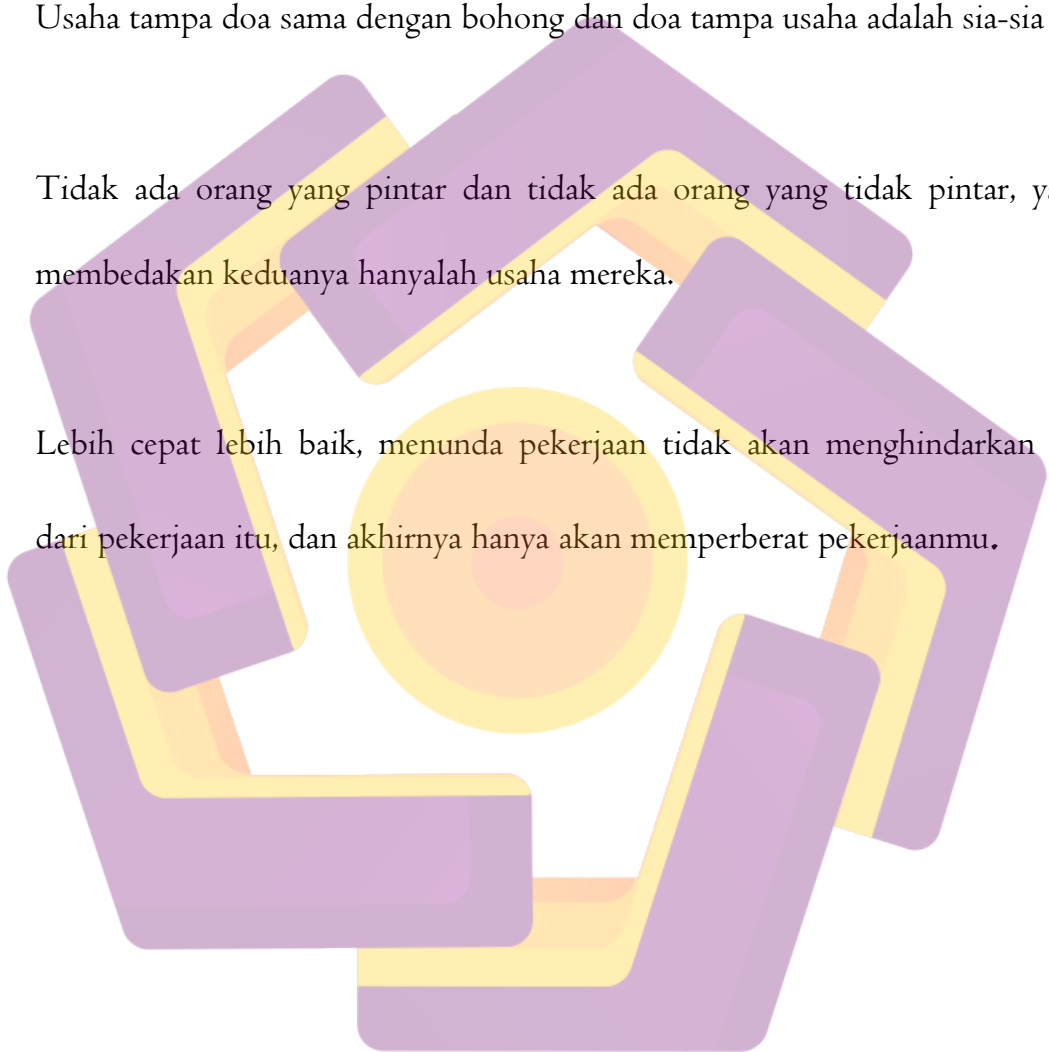 Usaha tampa doa sama dengan bohong dan doa tampa usaha adalah sia-sia
Tidak ada orang yang pintar dan tidak ada orang yang tidak pintar,
membedakan keduanya hanyalah usaha mereka.
Lebih cepat lebih baik, menunda pekerjaan tidak akan menghindarkan
dari pekerjaan itu, dan akhirnya hanya akan memperberat pekerjaanmu.